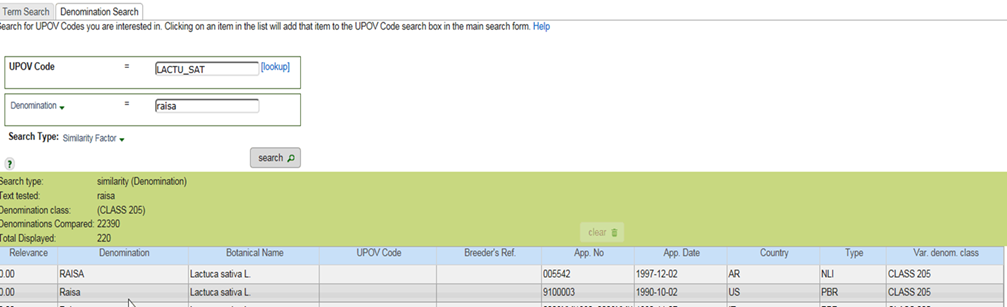 Term Search Denomination Search
Search for UPOV Codes you are interested in. Clicking on an item in the list will add that item to the UPOV Code search box in the main search form. Help
UPOV Code = LACTU_SAT [lookup]
Denomination = raisa
Search Type: Similarity Factor
search
?
Search type: similarity (Denomination)
Text tested: raisa
Denomination class: (CLASS 205)
Denominations Compared: 22390
Total Displayed: 220
clear
Relevance Denomination Botanical Name UPOV Code Breeder's Ref. App. No App. Date Country Type Var. denom. class
0.00 RAISA Lactuca sativa L. 005542 1997-12-02 AR NLI CLASS 205
0.00 Raisa Lactuca sativa L. 9100003 1990-10-02 US PBR CLASS 205